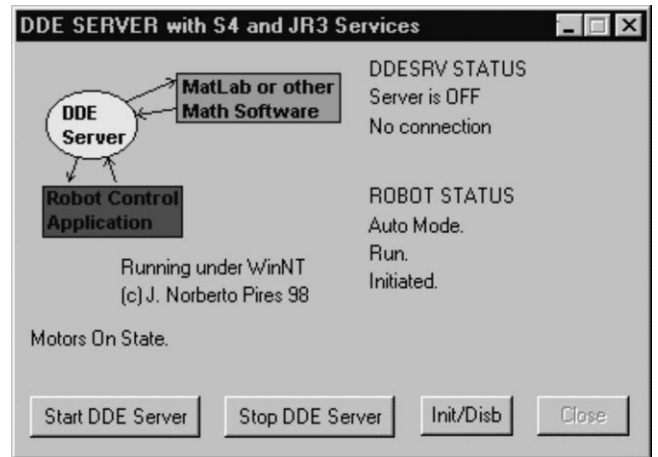 DDE SERVER with S4 and JR3 Services
MatLab or other
Math Software
DDE
Server
Robot Control
Application
Running under WinNT
(c) J. Norberto Pires 98
Motors On State.
DDESRV STATUS
Server is OFF
No connection
ROBOT STATUS
Auto Mode.
Run.
Initiated.
Start DDE Server
Stop DDE Server
Init/Disb
Close